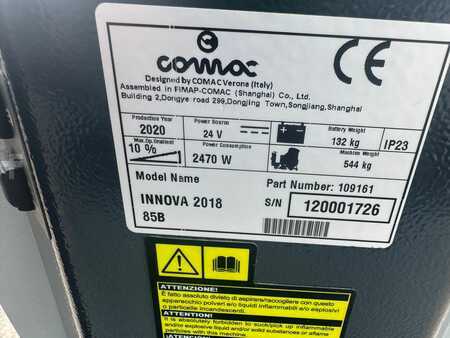 comac
CE
Designed by COMAC Verona (Italy)
Assembled in FIMAP-COMAC (Shanghai) Co., Ltd.
Building 2,Dongye road 299,Dongjing Town,Songjiang,Shanghai
Production Year
2020
Power Source
24 V
Battery Weight
132 kg
IP23
Max.Op.Gradient
10 %
Power Consumption
2470 W
Machine Weight
544 kg
Model Name
Part Number: 109161
INNOVA 2018
85B
S/N 120001726
ATTENZIONE!
È fatto assoluto divieto di aspirare/raccogliere con questo
apparecchio polveri e/o liquidi infiammabili e/o esplosivi
o particelle incandescenti.
ATTENTION!
It is absolutely forbidden to suck/pick up inflammable
and/or explosive liquid and/or solid substances or aflame
particles with this machine.